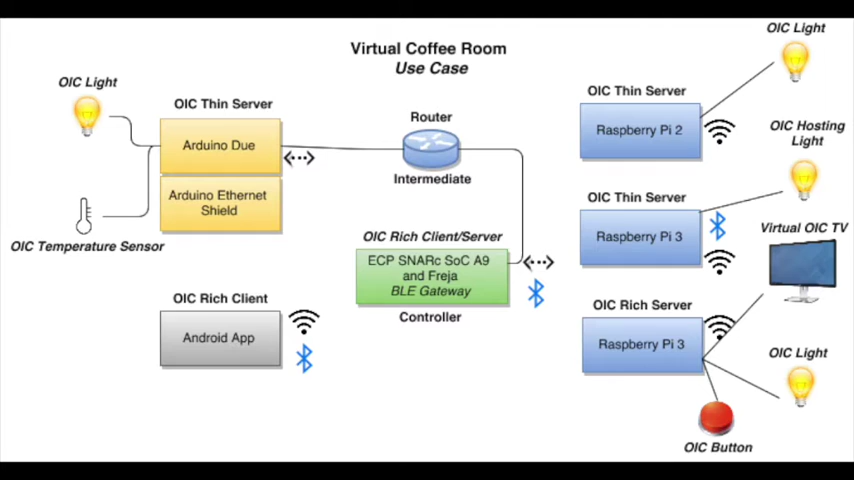 Virtual Coffee Room
Use Case
OIC Light
OIC Thin Server
Arduino Due
Arduino Ethernet
Shield
OIC Temperature Sensor
OIC Rich Client
Android App
Router
Intermediate
OIC Rich Client/Server
ECP SNARc SoC A9
and Freja
BLE Gateway
Controller
OIC Light
OIC Thin Server
Raspberry Pi 2
OIC Hosting
Light
OIC Thin Server
Raspberry Pi 3
Virtual OIC TV
OIC Rich Server
Raspberry Pi 3
OIC Light
OIC Button